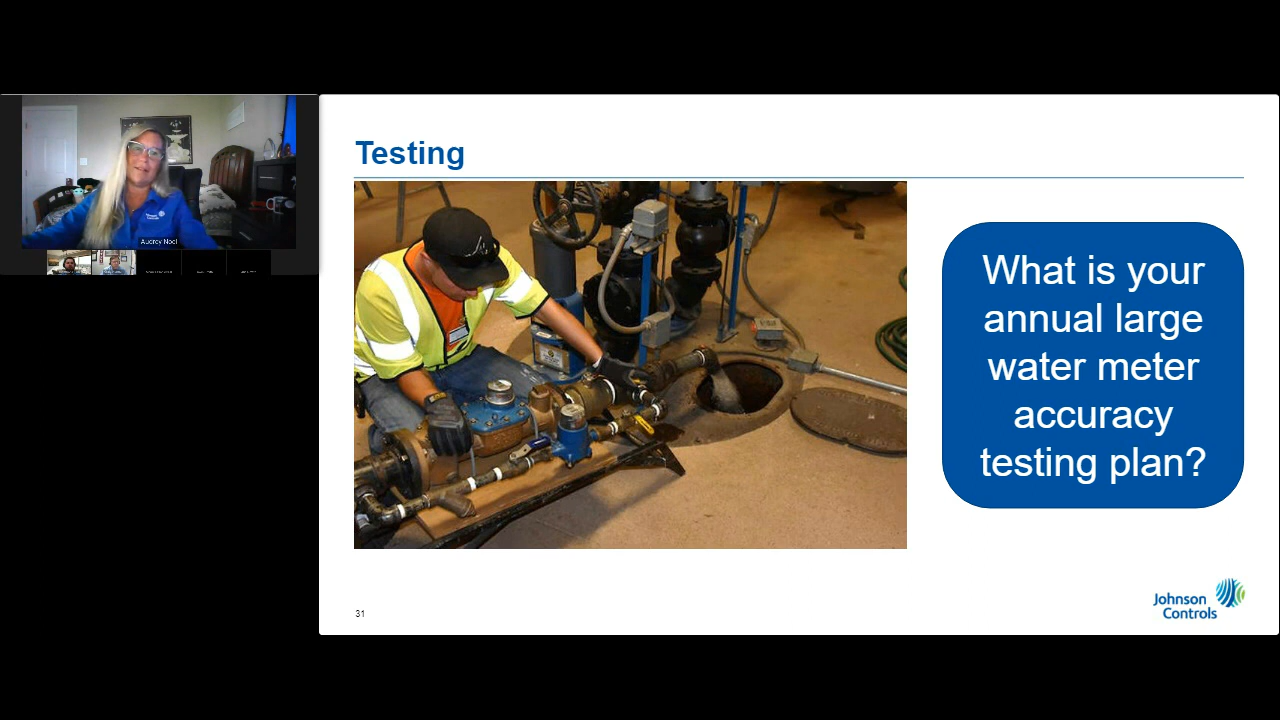 Testing
What is your
annual large
water meter
accuracy
testing plan?
Audrey Noel
31
Johnson
Controls